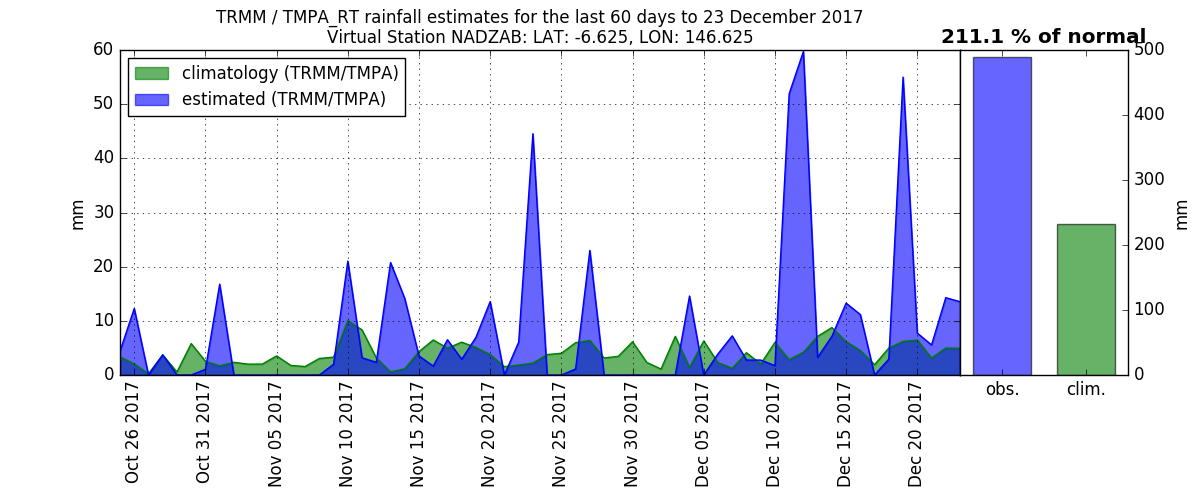 TRMM / TMPA_RT rainfall estimates for the last 60 days to 23 December 2017
Virtual Station NADZAB: LAT: -6.625, LON: 146.625
211.1 % of normal
climatology (TRMM/TMPA)
estimated (TRMM/TMPA)
60
50
40
30
20
10
0
mm
Oct 26 2017
Oct 31 2017
Nov 05 2017
Nov 10 2017
Nov 15 2017
Nov 20 2017
Nov 25 2017
Nov 30 2017
Dec 05 2017
Dec 10 2017
Dec 15 2017
Dec 20 2017
obs.
clim.
500
400
300
200
100
0
mm